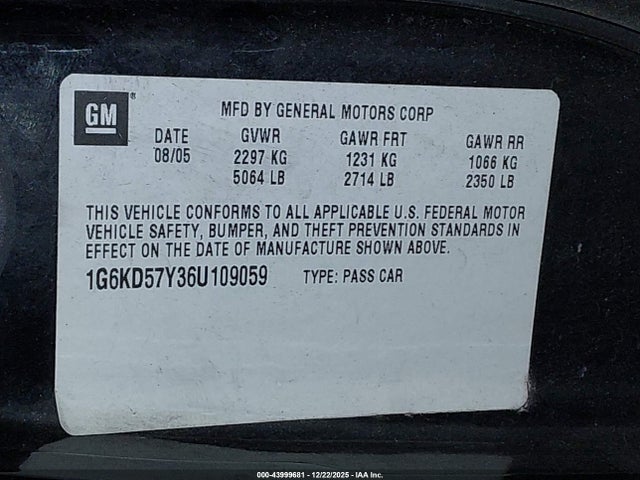 GM®
MFD BY GENERAL MOTORS CORP
DATE GVWR GAWR FRT GAWR RR
08/05 2297 KG 1231 KG 1066 KG
5064 LB 2714 LB 2350 LB
THIS VEHICLE CONFORMS TO ALL APPLICABLE U.S. FEDERAL MOTOR
VEHICLE SAFETY, BUMPER, AND THEFT PREVENTION STANDARDS IN
EFFECT ON THE DATE OF MANUFACTURE SHOWN ABOVE.
1G6KD57Y36U109059 TYPE: PASS CAR
000-43999681 - 12/22/2025 - IAA Inc.